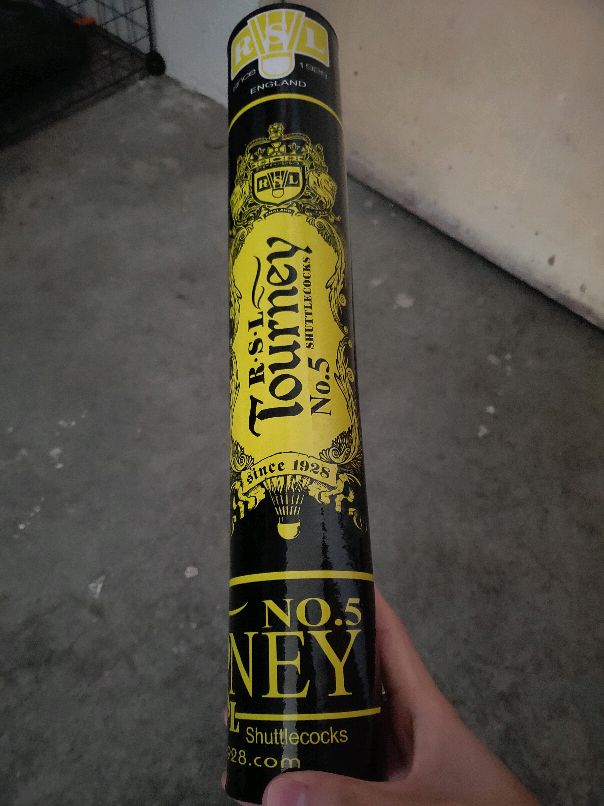 RSL
since 1928
ENGLAND
RSL
R·S·L
Tourney
No.5 SHUTTLECOCKS
since 1928
NO.5
NEY
L
Shuttlecocks
928.com